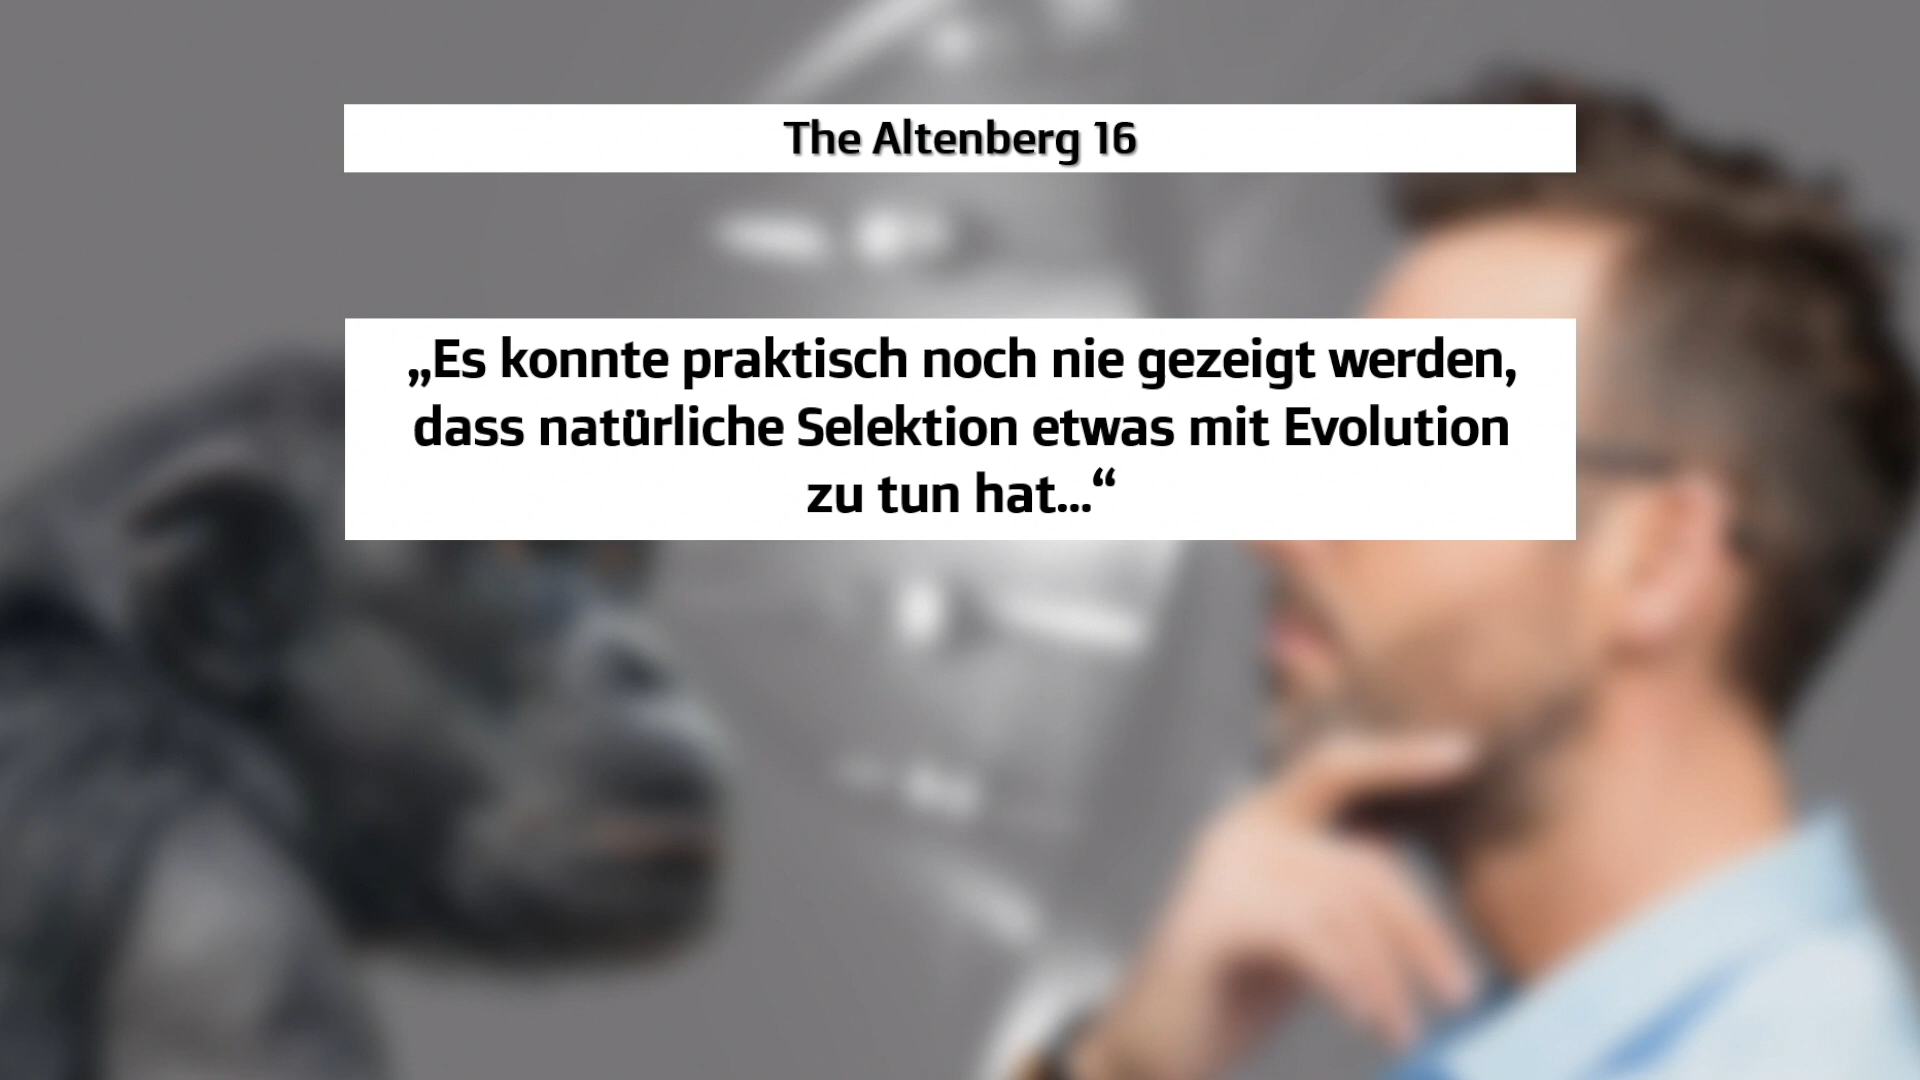 The Altenberg 16
„Es konnte praktisch noch nie gezeigt werden,
dass natürliche Selektion etwas mit Evolution
zu tun hat...“